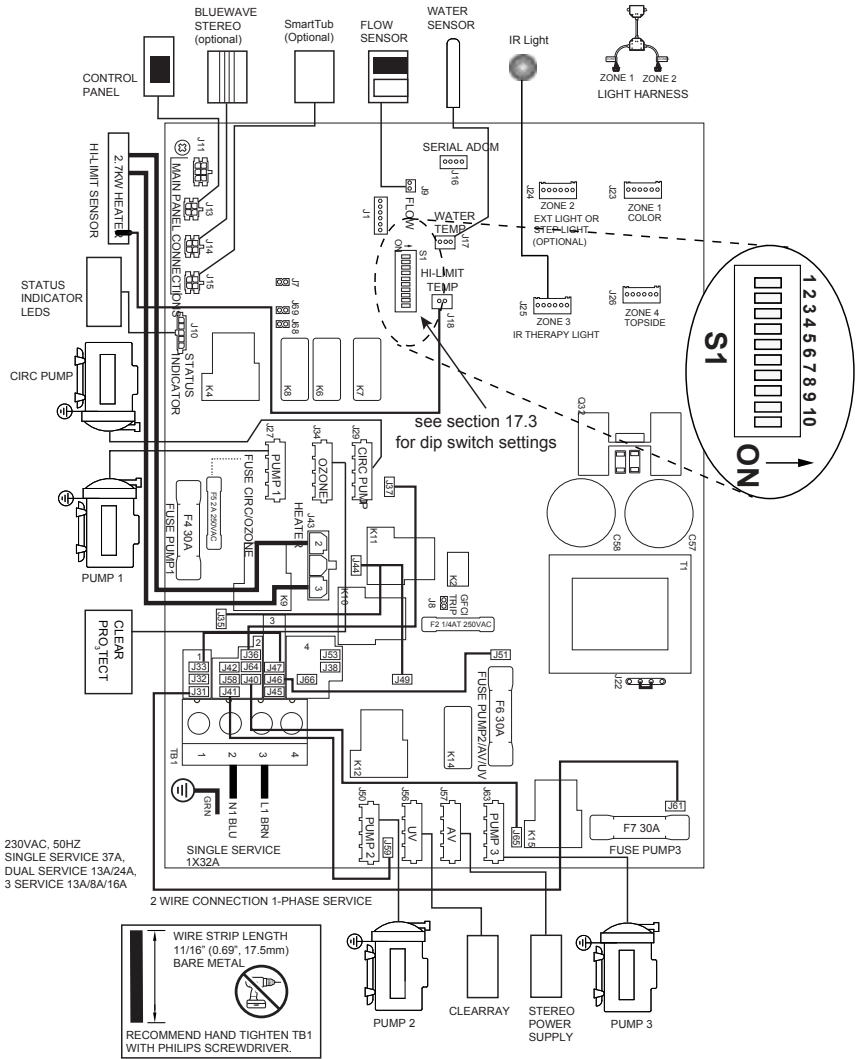 BLUEWAVE
STEREO
(optional)
SmartTub
(Optional)
FLOW
SENSOR
WATER
SENSOR
IR Light
ZONE 1 ZONE 2
LIGHT HARNESS
CONTROL
PANEL
HI-LIMIT SENSOR
2.7KW HEATER
STATUS
INDICATOR
LEDS
CIRC PUMP
PUMP 1
CLEAR
PRO3TECT
J11
MAIN PANEL CONNECTIONS
J13
J14
J15
J10
STATUS
INDICATOR
SERIAL ADCM
J16
J9
FLOW
J1
WATER
TEMP
J17
ON
S1
HI-LIMIT
TEMP
J18
J7
J69
J68
K4
K8
K6
K7
J24
ZONE 2
EXT LIGHT OR
STEP LIGHT
(OPTIONAL)
J23
ZONE 1
COLOR
J25
ZONE 3
IR THERAPY LIGHT
J26
ZONE 4
TOPSIDE
S1
1 2 3 4 5 6 7 8 9 10
ON
see section 17.3
for dip switch settings
Q32
C58
C57
T1
J22
J27
PUMP 1
J34
OZONE
J29
CIRC PUMP
J37
F4 30A
FUSE PUMP1
F5 2A 250VAC
FUSE CIRC/OZONE
HEATER
J43
2
3
K9
K11
J44
K10
K2
GFCI
TRIP
J8
F2 1/4AT 250VAC
J35
3
1
2
4
J33
J32
J31
J36
J42
J64
J58
J40
J41
J47
J46
J45
J53
J38
J66
J49
J51
F6 30A
FUSE PUMP2/AV/UV
TB1
1
2
3
4
GRN
N1 BLU
L1 BRN
SINGLE SERVICE
1X32A
K12
K14
K15
J50
PUMP 2
J59
J56
UV
J57
AV
J63
PUMP 3
J65
J61
F7 30A
FUSE PUMP3
230VAC, 50HZ
SINGLE SERVICE 37A,
DUAL SERVICE 13A/24A,
3 SERVICE 13A/8A/16A
2 WIRE CONNECTION 1-PHASE SERVICE
WIRE STRIP LENGTH
11/16" (0.69", 17.5mm)
BARE METAL
RECOMMEND HAND TIGHTEN TB1
WITH PHILIPS SCREWDRIVER.
PUMP 2
CLEARRAY
STEREO
POWER
SUPPLY
PUMP 3